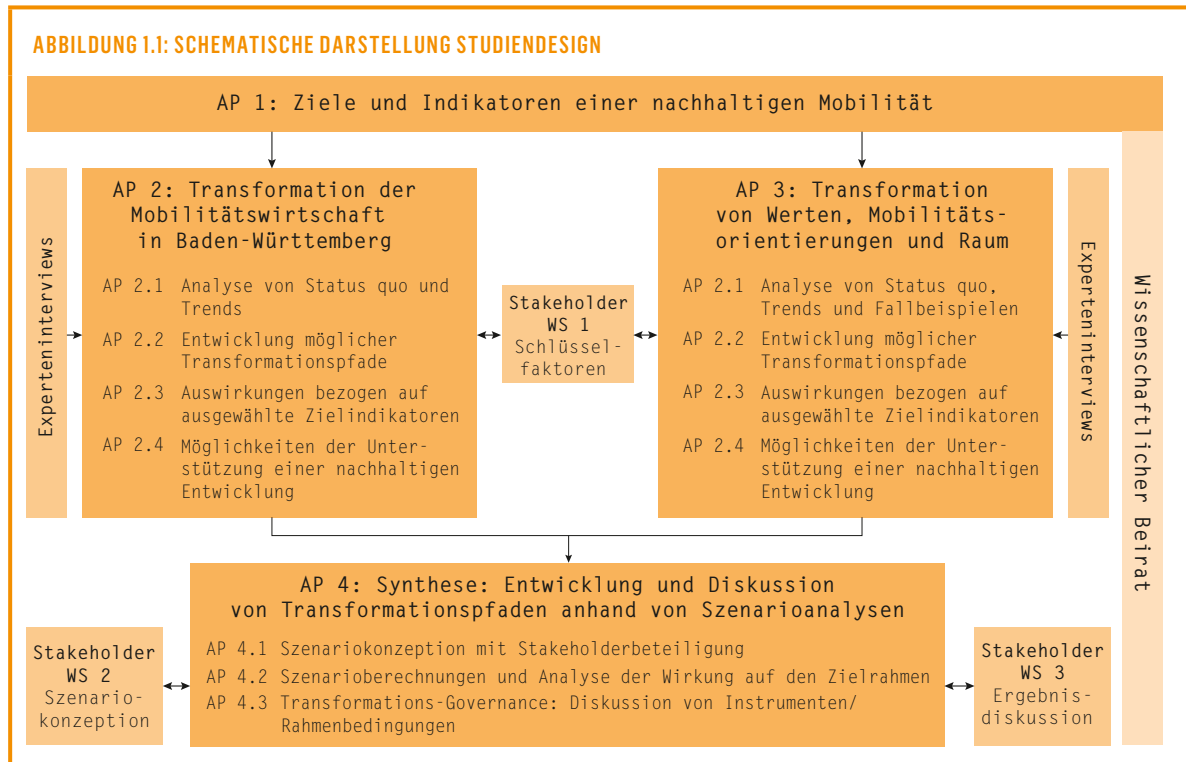 ABBILDUNG 1.1: SCHEMATISCHE DARSTELLUNG STUDIENDESIGN
AP 1: Ziele und Indikatoren einer nachhaltigen Mobilität
Experteninterviews
AP 2: Transformation der
Mobilitätswirtschaft
in Baden-Württemberg
AP 2.1 Analyse von Status quo und
Trends
AP 2.2 Entwicklung möglicher
Transformationspfade
AP 2.3 Auswirkungen bezogen auf
ausgewählte Zielindikatoren
AP 2.4 Möglichkeiten der Unter-
stützung einer nachhaltigen
Entwicklung
Stakeholder
WS 1
Schlüssel-
faktoren
AP 3: Transformation
von Werten, Mobilitäts-
orientierungen und Raum
AP 2.1 Analyse von Status quo,
Trends und Fallbeispielen
AP 2.2 Entwicklung möglicher
Transformationspfade
AP 2.3 Auswirkungen bezogen auf
ausgewählte Zielindikatoren
AP 2.4 Möglichkeiten der Unter-
stützung einer nachhaltigen
Entwicklung
Experteninterviews
Wissenschaftlicher Beirat
Stakeholder
WS 2
Szenario-
konzeption
AP 4: Synthese: Entwicklung und Diskussion
von Transformationspfaden anhand von Szenarioanalysen
AP 4.1 Szenariokonzeption mit Stakeholderbeteiligung
AP 4.2 Szenarioberechnungen und Analyse der Wirkung auf den Zielrahmen
AP 4.3 Transformations-Governance: Diskussion von Instrumenten/
Rahmenbedingungen
Stakeholder
WS 3
Ergebnis-
diskussion